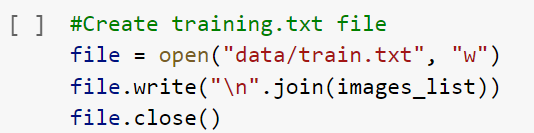 [ ] #Create training.txt file
file = open("data/train.txt", "w")
file.write("\n".join(images_list))
file.close()